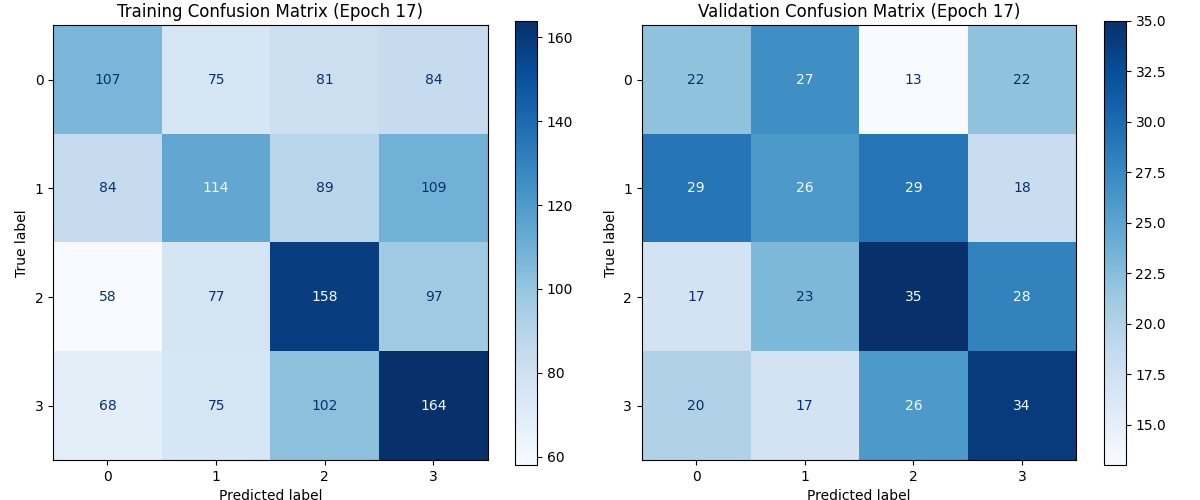 Training Confusion Matrix (Epoch 17)
Validation Confusion Matrix (Epoch 17)
True label
0
1
2
3
107 75 81 84
84 114 89 109
58 77 158 97
68 75 102 164
0 1 2 3
Predicted label
160
140
120
100
80
60
True label
0
1
2
3
22 27 13 22
29 26 29 18
17 23 35 28
20 17 26 34
0 1 2 3
Predicted label
35.0
32.5
30.0
27.5
25.0
22.5
20.0
17.5
15.0